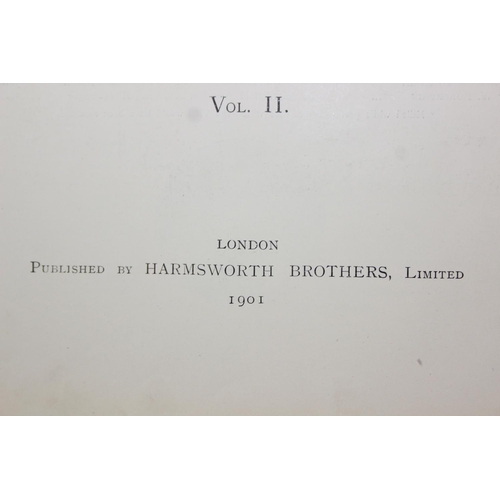 Vol. II.
LONDON
Published by HARMSWORTH BROTHERS, Limited
1901